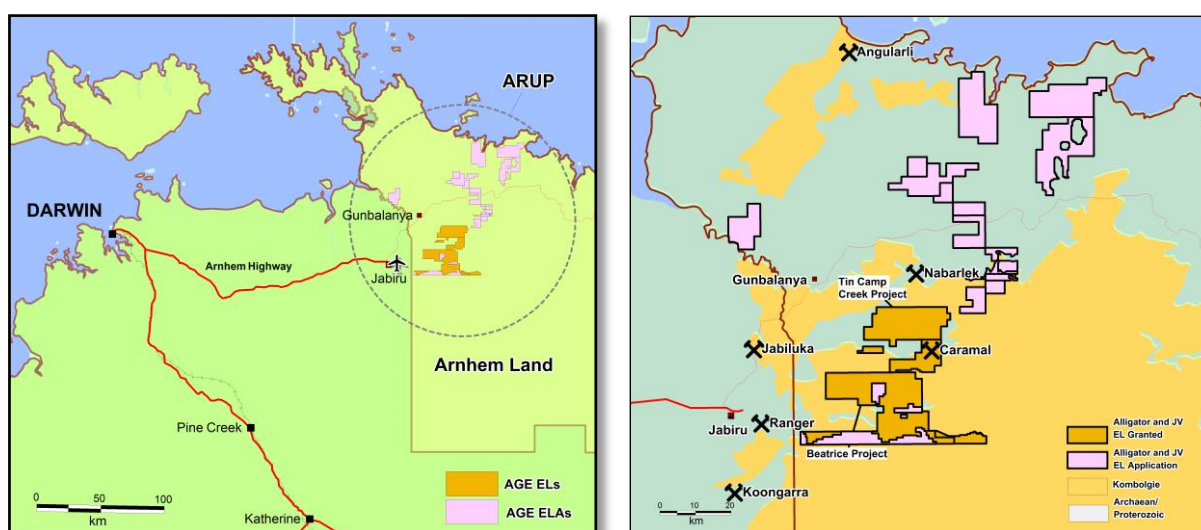 ARUP
DARWIN
Gunbalanya
Arnhem Highway
Jabiru
Arnhem Land
Pine Creek
Katherine
AGE ELs
AGE ELAs
0 50 100
km
Angularli
Gunbalanya
Nabarlek
Tin Camp
Creek Project
Jabiluka
Caramal
Jabiru
Ranger
Beatrice Project
Koongarra
0 10 20
km
Alligator and JV
EL Granted
Alligator and JV
EL Application
Kombolgie
Archaean/
Proterozoic